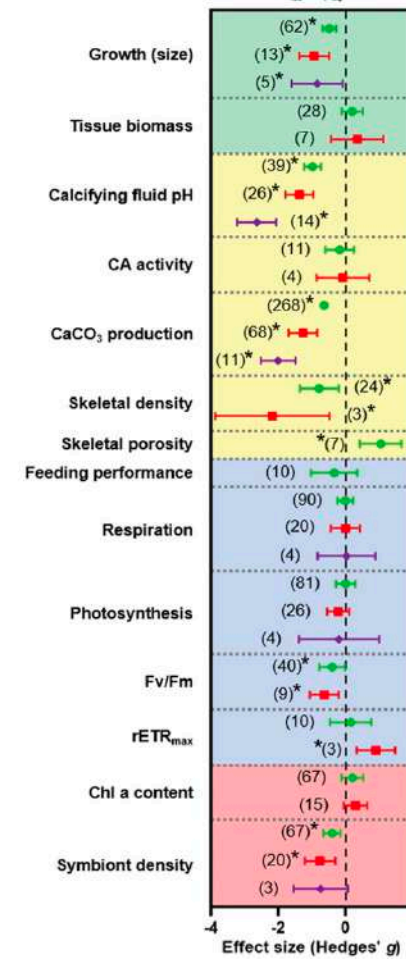 (62)*
Growth (size)
(13)*
(5)*
(28)
Tissue biomass
(7)
(39)*
Calcifying fluid pH
(26)*
(14)*
(11)
CA activity
(4)
(268)*
CaCO₃ production
(68)*
(11)*
(24)*
Skeletal density
(3)*
Skeletal porosity
*(7)
Feeding performance
(10)
(90)
Respiration
(20)
(4)
(81)
Photosynthesis
(26)
(4)
(40)*
Fv/Fm
(9)*
(10)
rETRₘₐₓ
*(3)
(67)
Chl a content
(15)
(67)*
Symbiont density
(20)*
(3)
-4 -2 0
Effect size (Hedges' g)